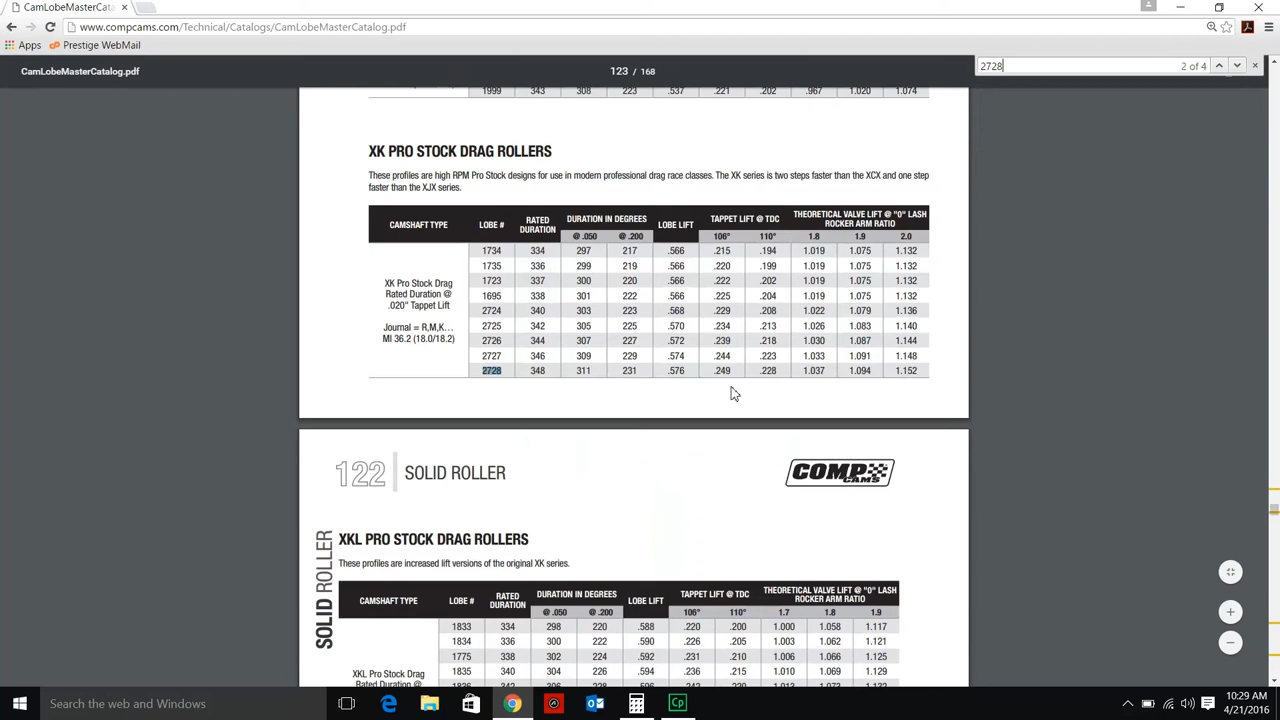 CamLobeMasterCatalog.pdf
www.compcams.com/Technical/Catalogs/CamLobeMasterCatalog.pdf
Apps Prestige WebMail
CamLobeMasterCatalog.pdf 123 / 168 2728 2 of 4
1999 343 308 223 .537 .221 .202 .967 1.020 1.074
XK PRO STOCK DRAG ROLLERS
These profiles are high RPM Pro Stock designs for use in modern professional drag race classes. The XK series is two steps faster than the XCX and one step
faster than the XJX series.
CAMSHAFT TYPE LOBE # RATED DURATION DURATION IN DEGREES LOBE LIFT TAPPET LIFT @ TDC THEORETICAL VALVE LIFT @ "0" LASH ROCKER ARM RATIO
@ .050 @ .200 106° 110° 1.8 1.9 2.0
XK Pro Stock Drag
Rated Duration @
.020" Tappet Lift
Journal = R,M,K...
MI 36.2 (18.0/18.2)
1734 334 297 217 .566 .215 .194 1.019 1.075 1.132
1735 336 299 219 .566 .220 .199 1.019 1.075 1.132
1723 337 300 220 .566 .222 .202 1.019 1.075 1.132
1695 338 301 222 .566 .225 .204 1.019 1.075 1.132
2724 340 303 223 .568 .229 .208 1.022 1.079 1.136
2725 342 305 225 .570 .234 .213 1.026 1.083 1.140
2726 344 307 227 .572 .239 .218 1.030 1.087 1.144
2727 346 309 229 .574 .244 .223 1.033 1.091 1.148
2728 348 311 231 .576 .249 .228 1.037 1.094 1.152
122 SOLID ROLLER COMP CAMS
SOLID ROLLER
XKL PRO STOCK DRAG ROLLERS
These profiles are increased lift versions of the original XK series.
CAMSHAFT TYPE LOBE # RATED DURATION DURATION IN DEGREES LOBE LIFT TAPPET LIFT @ TDC THEORETICAL VALVE LIFT @ "0" LASH ROCKER ARM RATIO
@ .050 @ .200 106° 110° 1.7 1.8 1.9
1833 334 298 220 .588 .220 .200 1.000 1.058 1.117
1834 336 300 222 .590 .226 .205 1.003 1.062 1.121
1775 338 302 224 .592 .231 .210 1.006 1.066 1.125
1835 340 304 226 .594 .236 .215 1.010 1.069 1.129
XKL Pro Stock Drag
Rated Duration @
Search the web and Windows
10:29 AM
4/21/2016